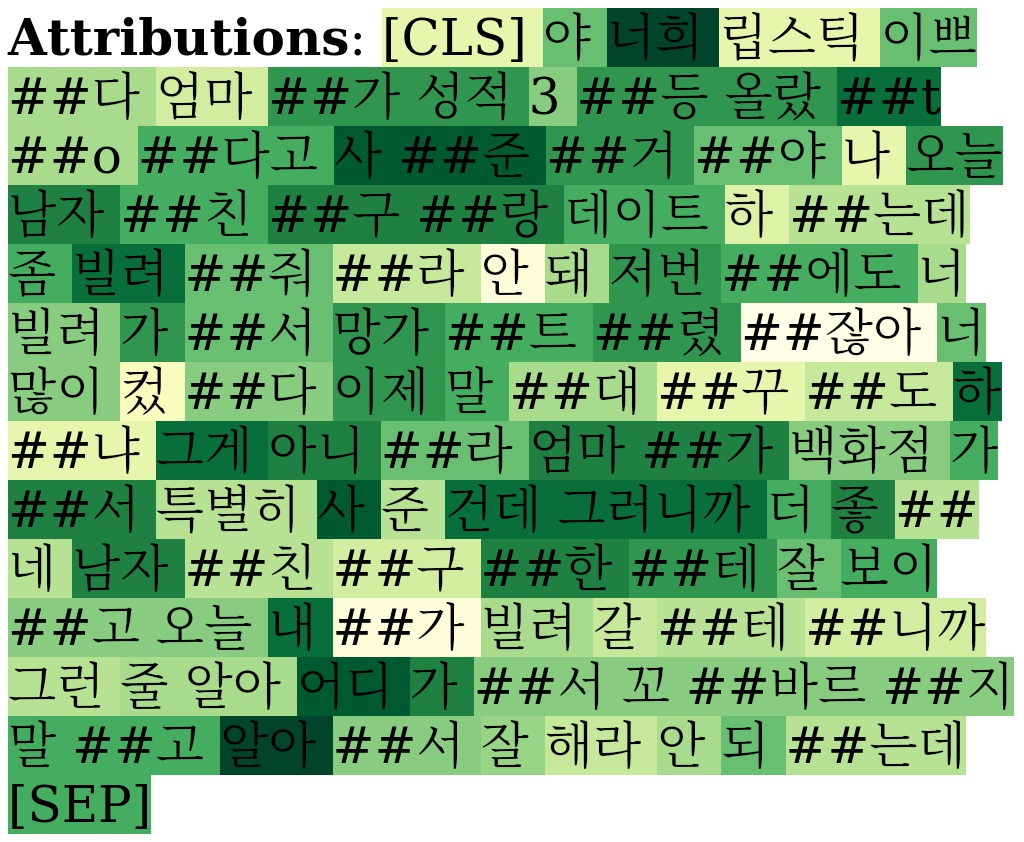 Attributions: [CLS] 야 너희 립스틱 이쁘
##다 엄마 ##가 성적 3 ##등 올랐 ##t
##o ##다고 사 ##준 ##거 ##야 나 오늘
남자 ##친 ##구 ##랑 데이트 하 ##는데
좀 빌려 ##줘 ##라 안 돼 저번 ##에도 너
빌려 가 ##서 망가 ##트 ##렸 ##잖아 너
많이 컸 ##다 이제 말 ##대 ##꾸 ##도 하
##냐 그게 아니 ##라 엄마 ##가 백화점 가
##서 특별히 사 준 건데 그러니까 더 좋 ##
네 남자 ##친 ##구 ##한 ##테 잘 보이
##고 오늘 내 ##가 빌려 갈 ##테 ##니까
그런 줄 알아 어디 가 ##서 꼬 ##바르 ##지
말 ##고 알아 ##서 잘 해라 안 되 ##는데
[SEP]